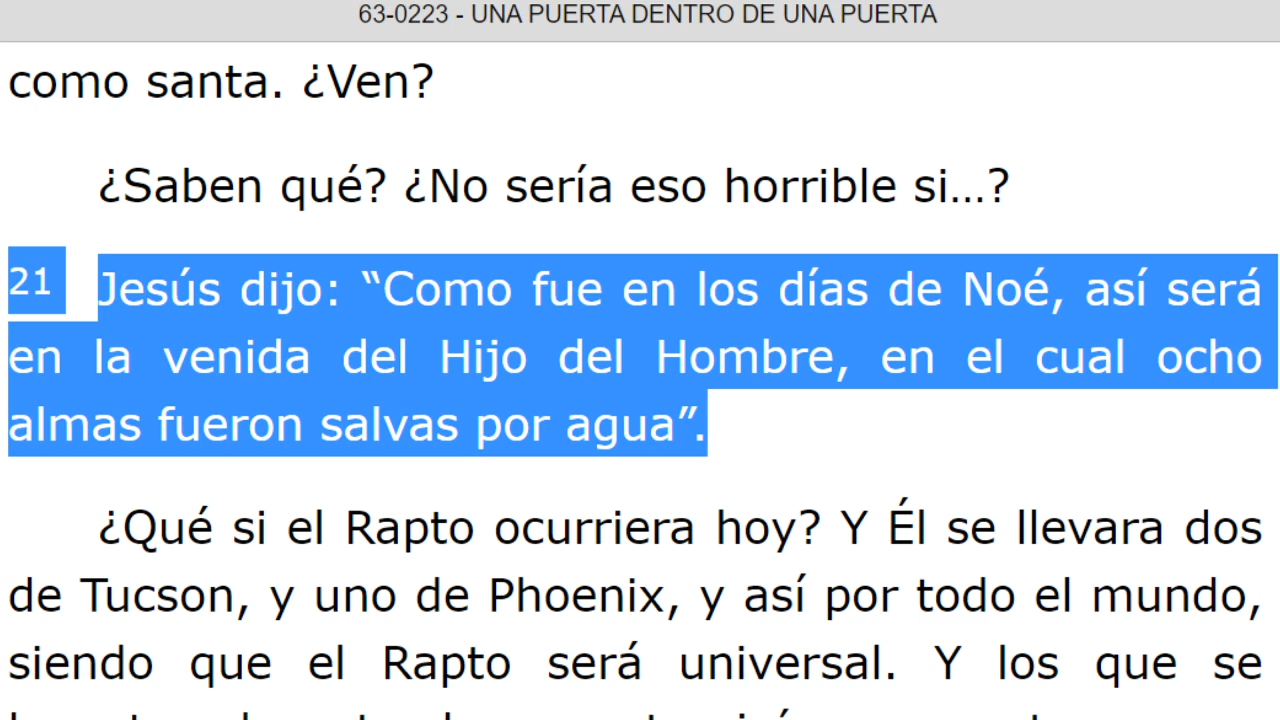 63-0223 - UNA PUERTA DENTRO DE UNA PUERTA
como santa. ¿Ven?
¿Saben qué? ¿No sería eso horrible si…?
21 Jesús dijo: “Como fue en los días de Noé, así será
en la venida del Hijo del Hombre, en el cual ocho
almas fueron salvas por agua”.
¿Qué si el Rapto ocurriera hoy? Y Él se llevara dos
de Tucson, y uno de Phoenix, y así por todo el mundo,
siendo que el Rapto será universal. Y los que se